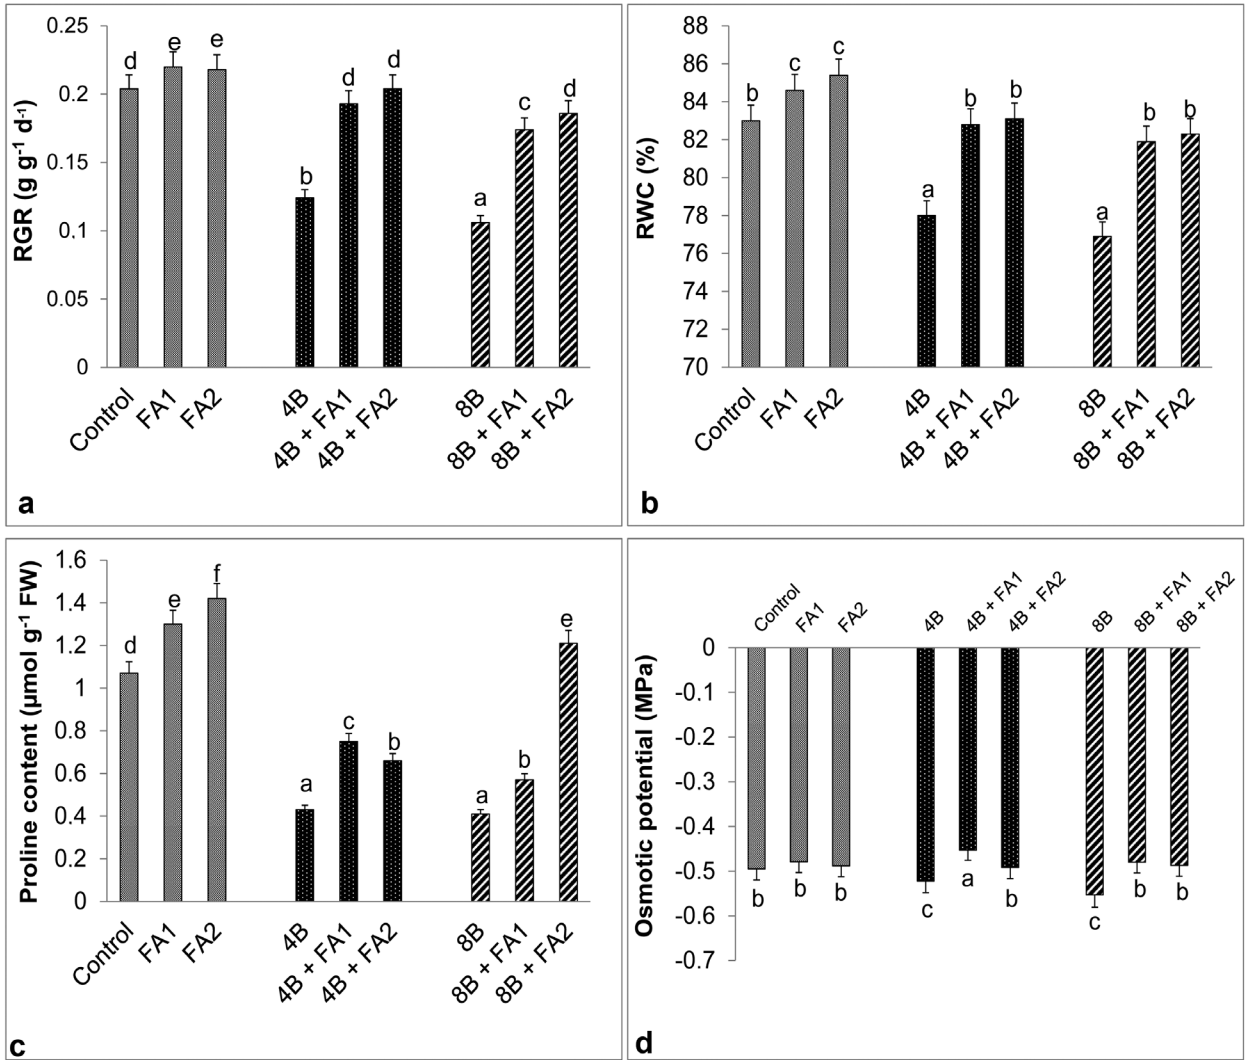 RGR (g g⁻¹ d⁻¹)
0.25
0.2
0.15
0.1
0.05
0
d
e
e
b
d
d
a
c
d
Control
FA1
FA2
4B
4B + FA1
4B + FA2
8B
8B + FA1
8B + FA2
a
RWC (%)
88
86
84
82
80
78
76
74
72
70
b
c
c
a
b
b
a
b
b
Control
FA1
FA2
4B
4B + FA1
4B + FA2
8B
8B + FA1
8B + FA2
b
Proline content (µmol g⁻¹ FW)
1.6
1.4
1.2
1
0.8
0.6
0.4
0.2
0
d
e
f
a
c
b
a
b
e
Control
FA1
FA2
4B
4B + FA1
4B + FA2
8B
8B + FA1
8B + FA2
c
Control
FA1
FA2
4B
4B + FA1
4B + FA2
8B
8B + FA1
8B + FA2
Osmotic potential (MPa)
0
-0.1
-0.2
-0.3
-0.4
-0.5
-0.6
-0.7
b
b
b
c
a
b
c
b
b
d